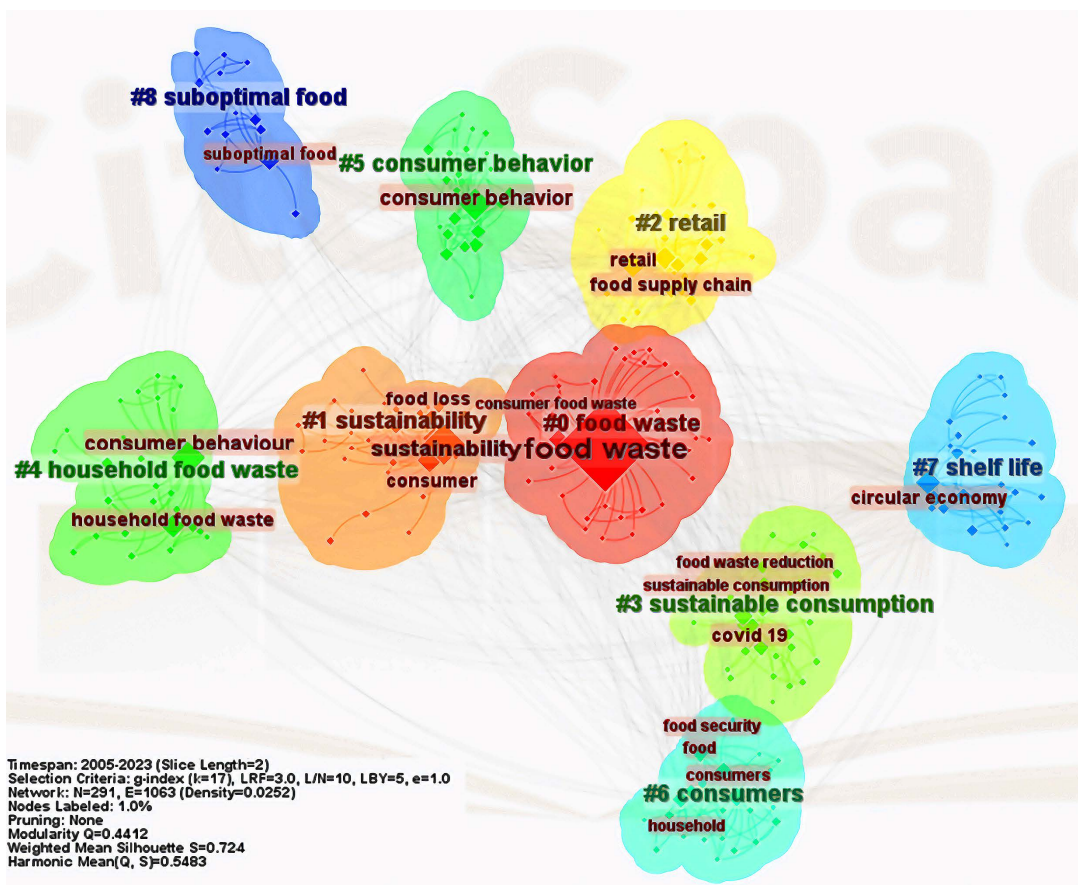 #8 suboptimal food
suboptimal food
#5 consumer behavior
consumer behavior
#2 retail
retail
food supply chain
food loss
consumer food waste
#1 sustainability
#0 food waste
sustainability
food waste
consumer
consumer behaviour
#4 household food waste
household food waste
#7 shelf life
circular economy
food waste reduction
sustainable consumption
#3 sustainable consumption
covid 19
food security
food
consumers
#6 consumers
household
Timespan: 2005-2023 (Slice Length=2)
Selection Criteria: g-index (k=17), LRF=3.0, L/N=10, LBY=5, e=1.0
Network: N=291, E=1063 (Density=0.0252)
Nodes Labeled: 1.0%
Pruning: None
Modularity Q=0.4412
Weighted Mean Silhouette S=0.724
Harmonic Mean(Q, S)=0.5483